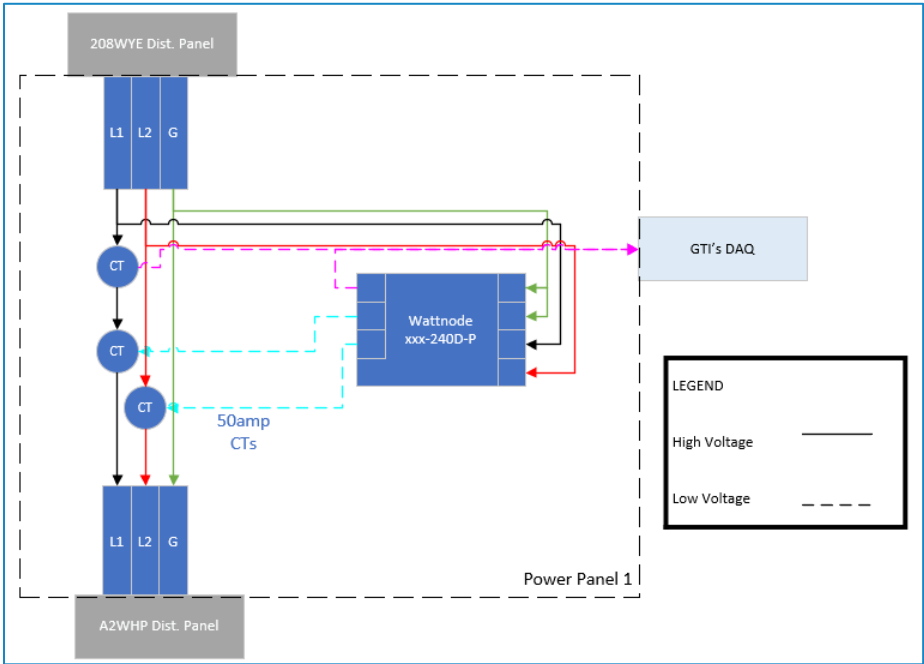 208WYE Dist. Panel
L1
L2
G
CT
GTI's DAQ
Wattnode
xxx-240D-P
CT
CT
50amp
CTs
LEGEND
High Voltage
Low Voltage
L1
L2
G
Power Panel 1
A2WHP Dist. Panel